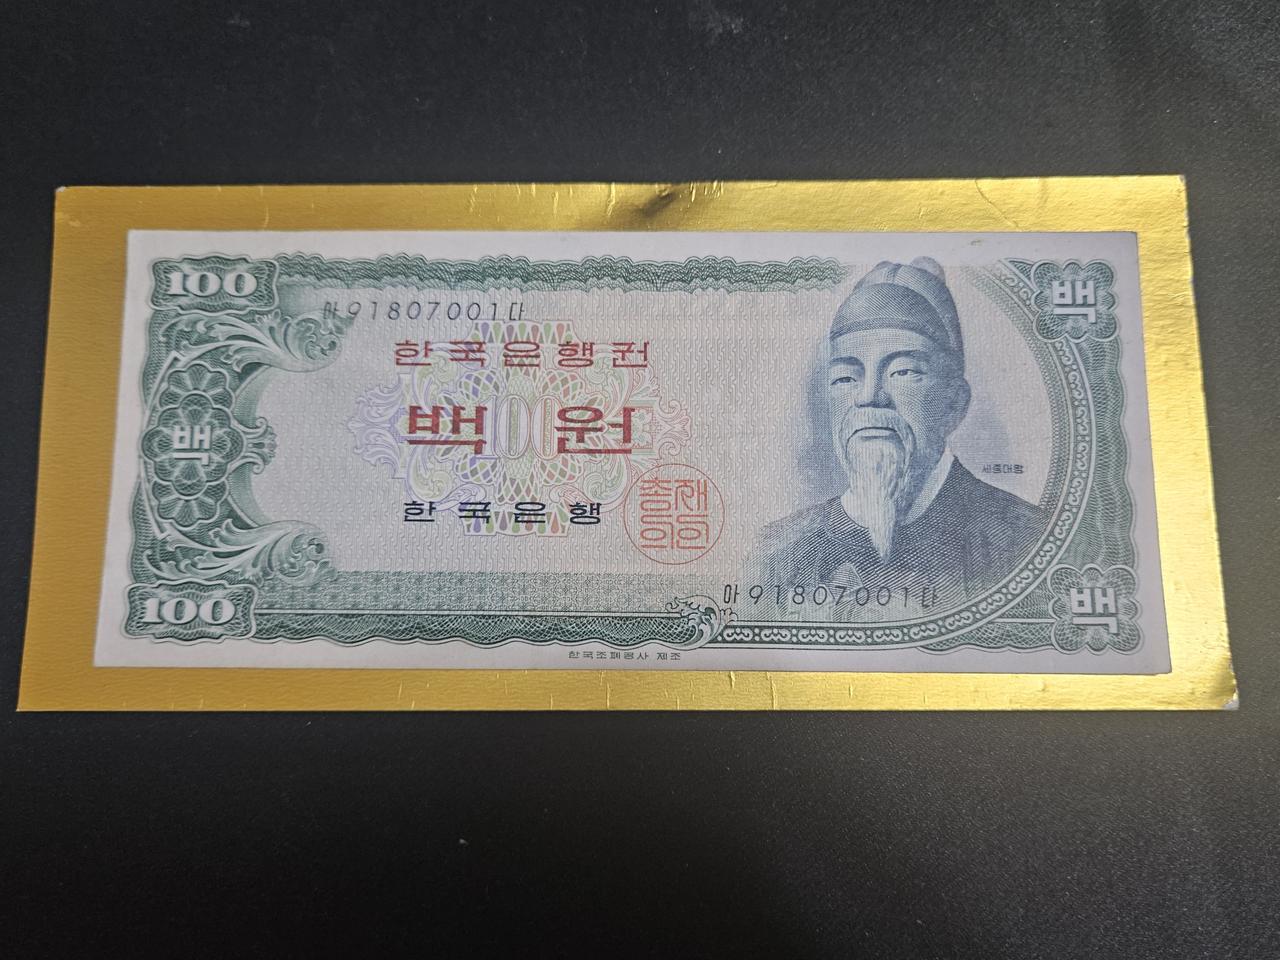 100
아91807001다
백
한국은행권
백 원
100
백
세종대왕
한국은행
총재
의인
100
아91807001다
백
한국조폐공사 제조